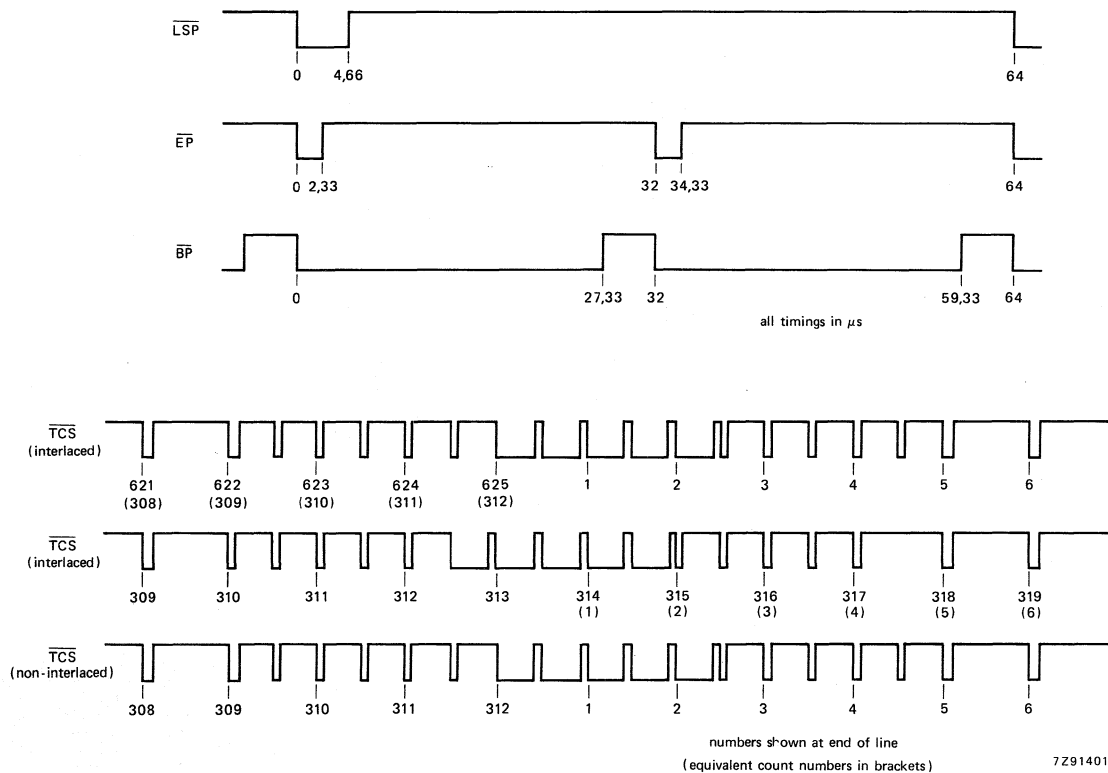 LSP
0 4,66 64
EP
0 2,33 32 34,33 64
BP
0 27,33 32 59,33 64
all timings in µs
TCS
(interlaced)
621 622 623 624 625 1 2 3 4 5 6
(308) (309) (310) (311) (312)
TCS
(interlaced)
309 310 311 312 313 314 315 316 317 318 319
(1) (2) (3) (4) (5) (6)
TCS
(non-interlaced)
308 309 310 311 312 1 2 3 4 5 6
numbers shown at end of line
(equivalent count numbers in brackets)
7Z91401